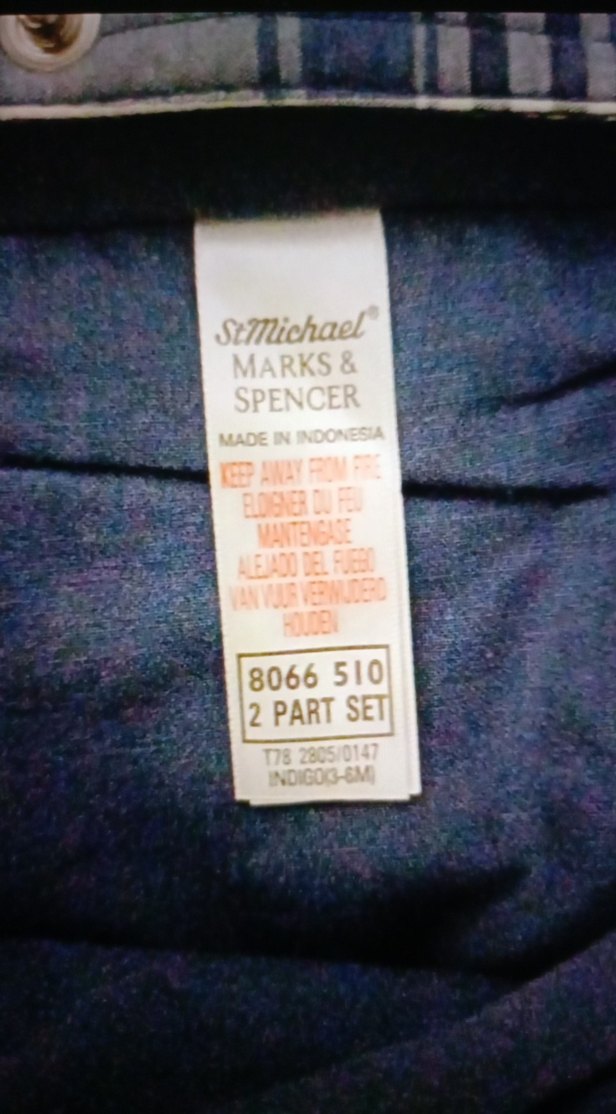 StMichael®
MARKS &
SPENCER
MADE IN INDONESIA
KEEP AWAY FROM FIRE
ELOIGNER DU FEU
MANTENGASE
ALEJADO DEL FUEGO
VAN VUUR VERWIJDERD
HOUDEN
8066 510
2 PART SET
T78 2805/0147
INDIGO(3-6M)